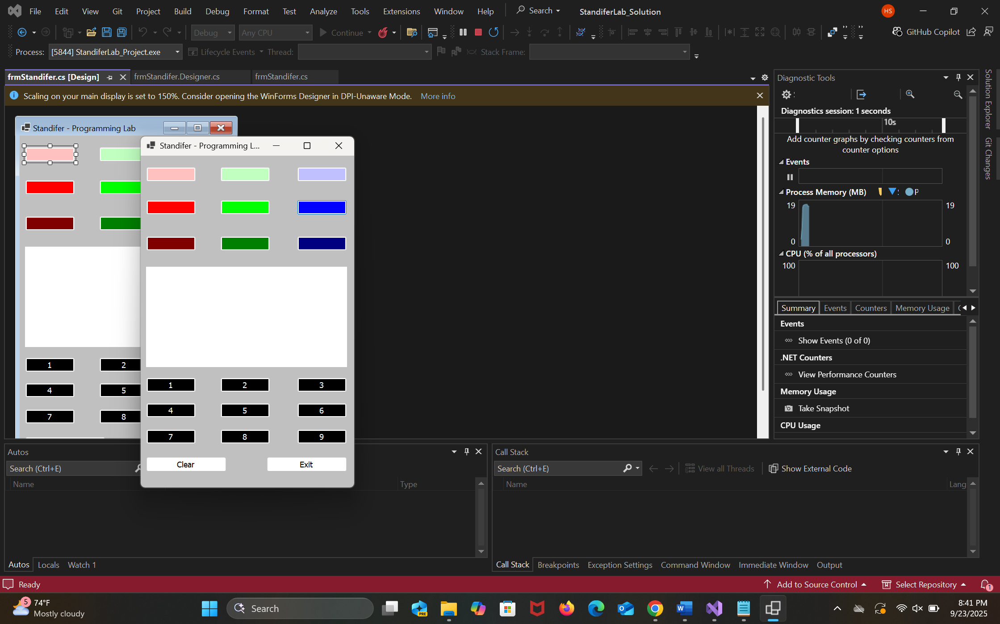 File Edit View Git Project Build Debug Format Test Analyze Tools Extensions Window Help Search StandiferLab_Solution HS
Debug Any CPU Continue GitHub Copilot
Process: [5844] StandiferLab_Project.exe Lifecycle Events Thread: Stack Frame:
frmStandifer.cs [Design] frmStandifer.Designer.cs frmStandifer.cs
Scaling on your main display is set to 150%. Consider opening the WinForms Designer in DPI-Unaware Mode. More info
Standifer - Programming Lab
1 2
4 5
7 8
Standifer - Programming L...
1 2 3
4 5 6
7 8 9
Clear Exit
Diagnostic Tools
Diagnostics session: 1 seconds
10s
Add counter graphs by checking counters from
counter options
Events
Process Memory (MB) P
19 19
0 0
CPU (% of all processors)
100 100
Summary Events Counters Memory Usage
Events
Show Events (0 of 0)
.NET Counters
View Performance Counters
Memory Usage
Take Snapshot
CPU Usage
Solution Explorer
Git Changes
Autos
Search (Ctrl+E)
Name Type
Autos Locals Watch 1
Call Stack
Search (Ctrl+E) View all Threads Show External Code
Name Lang
Call Stack Breakpoints Exception Settings Command Window Immediate Window Output
Ready Add to Source Control Select Repository 1
5 74°F
Mostly cloudy
Search
PRE
8:41 PM
9/23/2025